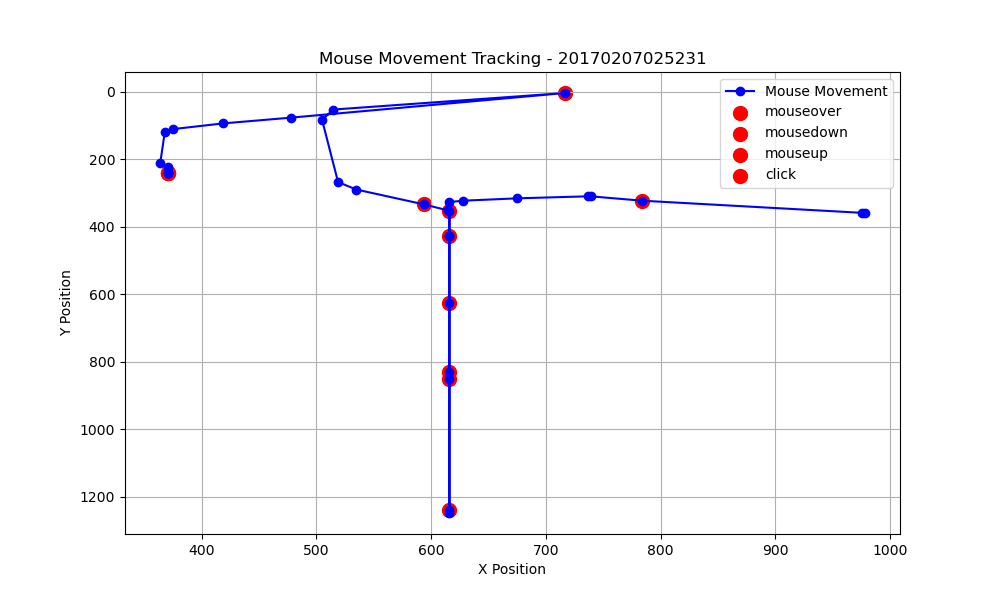 Mouse Movement Tracking - 20170207025231
Mouse Movement
mouseover
mousedown
mouseup
click
0
200
400
600
800
1000
1200
Y Position
400
500
600
700
800
900
1000
X Position